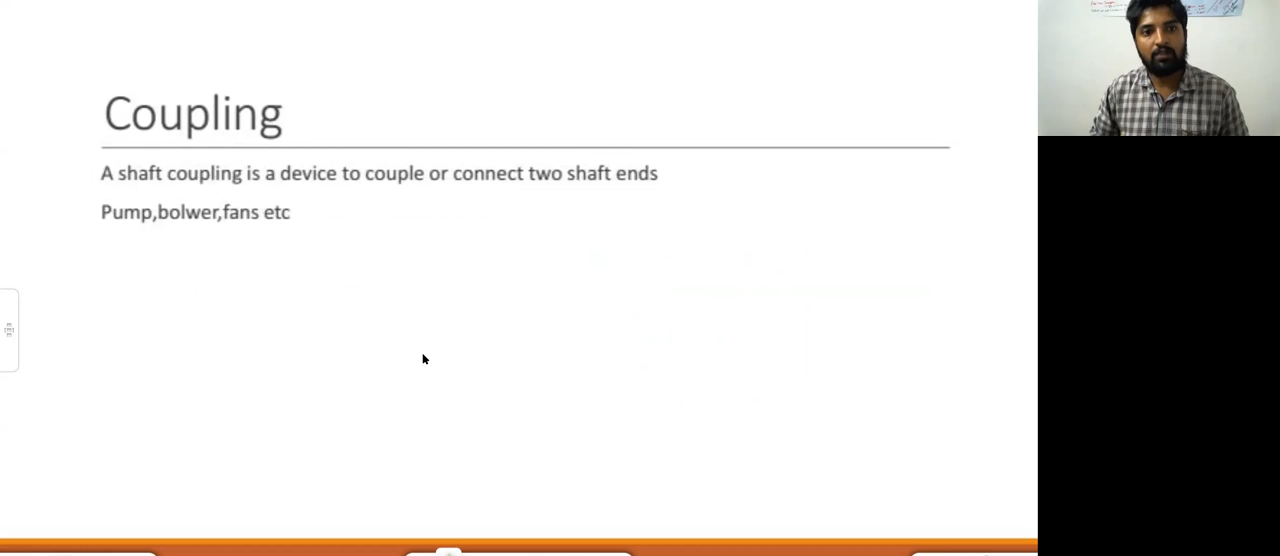 Coupling
A shaft coupling is a device to couple or connect two shaft ends
Pump,bolwer,fans etc